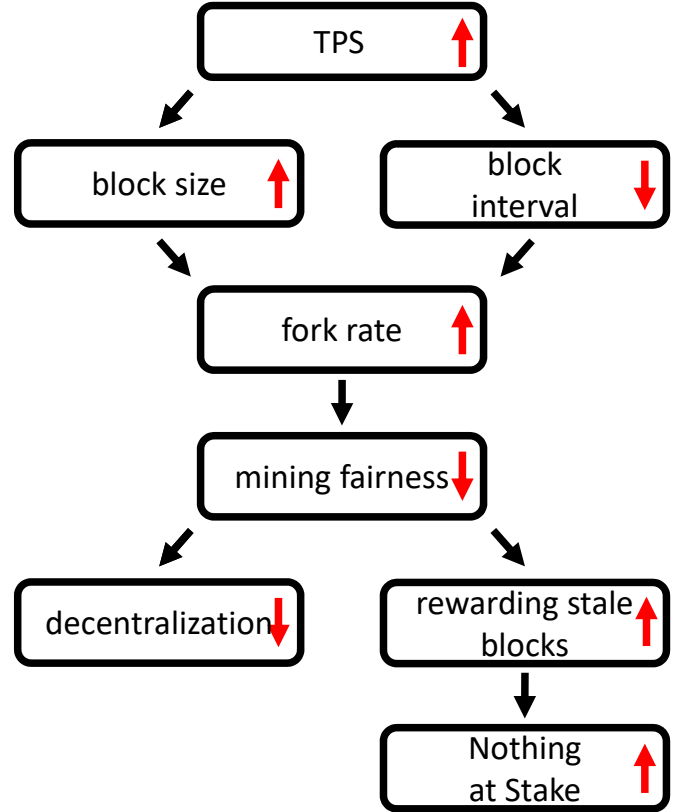 TPS
block size
block
interval
fork rate
mining fairness
decentralization
rewarding stale
blocks
Nothing
at Stake